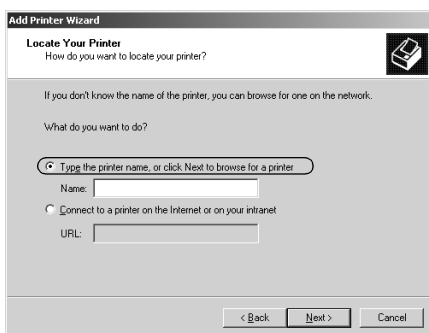 Add Printer Wizard
Locate Your Printer
How do you want to locate your printer?
If you don't know the name of the printer, you can browse for one on the network.
What do you want to do?
Type the printer name, or click Next to browse for a printer
Name:
Connect to a printer on the Internet or on your intranet
URL:
< Back
Next >
Cancel